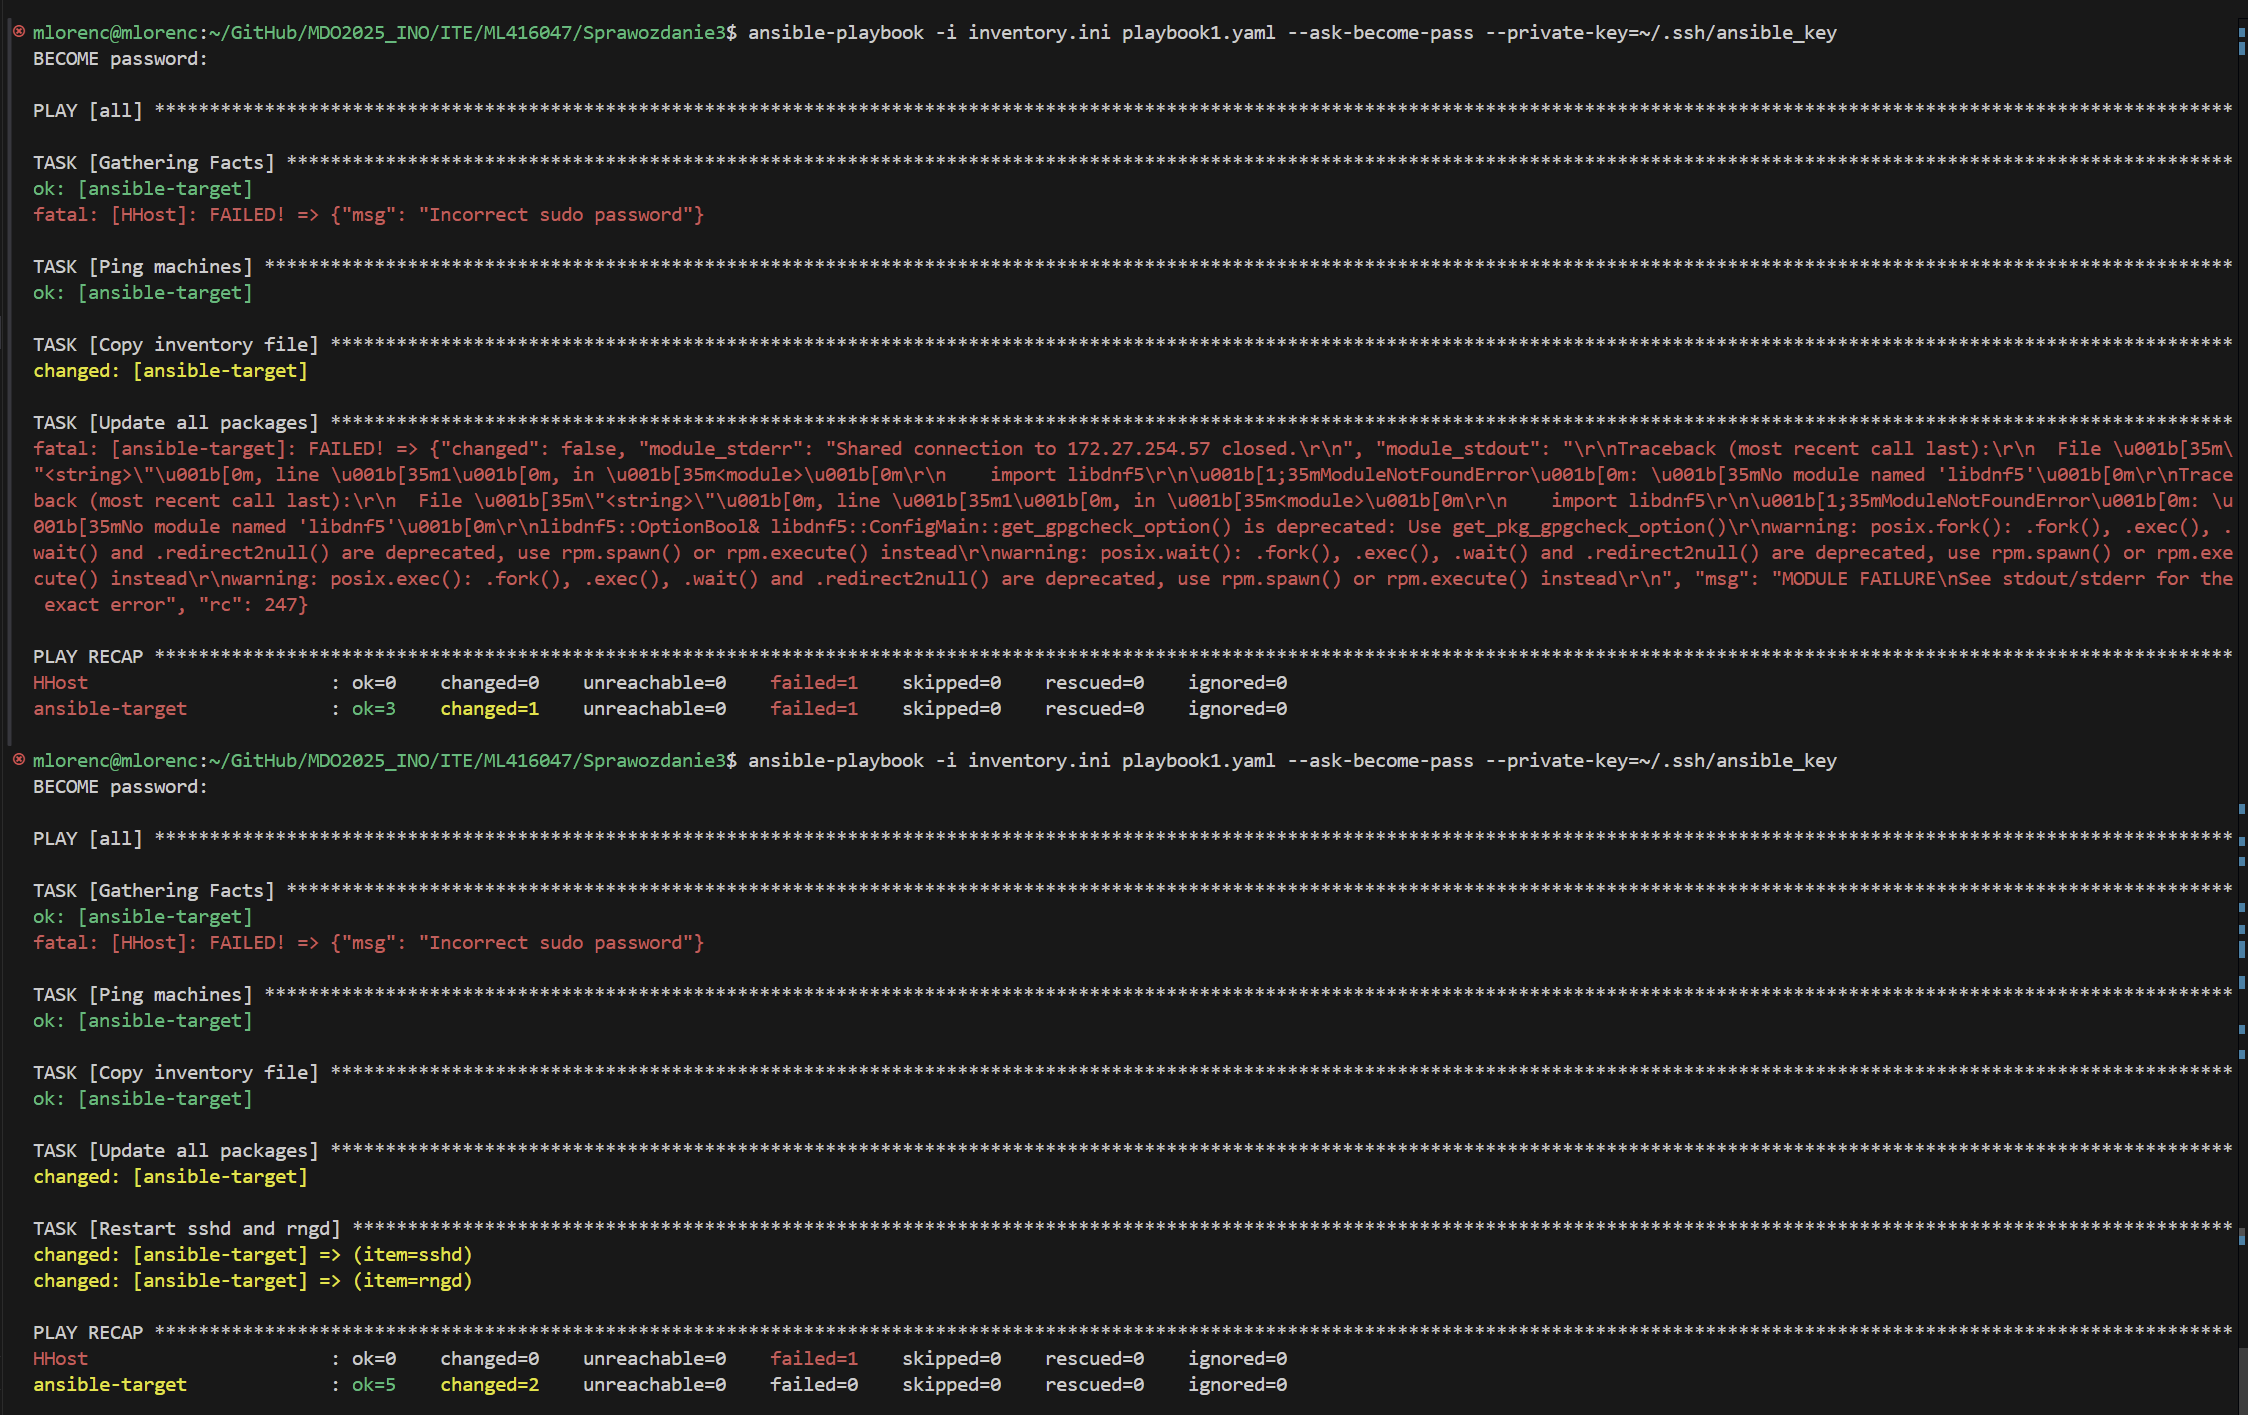 mlorenc@mlorenc:~/GitHub/MDO2025_INO/ITE/ML416047/Sprawozdanie3$ ansible-playbook -i inventory.ini playbook1.yaml --ask-become-pass --private-key=~/.ssh/ansible_key
BECOME password:
PLAY [all] ****************************************************************************************************************************************************************************************
TASK [Gathering Facts] ****************************************************************************************************************************************************************************
ok: [ansible-target]
fatal: [HHost]: FAILED! => {"msg": "Incorrect sudo password"}
TASK [Ping machines] ******************************************************************************************************************************************************************************
ok: [ansible-target]
TASK [Copy inventory file] ************************************************************************************************************************************************************************
changed: [ansible-target]
TASK [Update all packages] ************************************************************************************************************************************************************************
fatal: [ansible-target]: FAILED! => {"changed": false, "module_stderr": "Shared connection to 172.27.254.57 closed.\r\n", "module_stdout": "\r\nTraceback (most recent call last):\r\n  File \u001b[35m\
"<string>\"\u001b[0m, line \u001b[35m1\u001b[0m, in \u001b[35m<module>\u001b[0m\r\n    import libdnf5\r\n\u001b[1;35mModuleNotFoundError\u001b[0m: \u001b[35mNo module named 'libdnf5'\u001b[0m\r\nTrace
back (most recent call last):\r\n  File \u001b[35m\"<string>\"\u001b[0m, line \u001b[35m1\u001b[0m, in \u001b[35m<module>\u001b[0m\r\n    import libdnf5\r\n\u001b[1;35mModuleNotFoundError\u001b[0m: \u
001b[35mNo module named 'libdnf5'\u001b[0m\r\nlibdnf5::OptionBool& libdnf5::ConfigMain::get_gpgcheck_option() is deprecated: Use get_pkg_gpgcheck_option()\r\nwarning: posix.fork(): .fork(), .exec(), .
wait() and .redirect2null() are deprecated, use rpm.spawn() or rpm.execute() instead\r\nwarning: posix.wait(): .fork(), .exec(), .wait() and .redirect2null() are deprecated, use rpm.spawn() or rpm.exe
cute() instead\r\nwarning: posix.exec(): .fork(), .exec(), .wait() and .redirect2null() are deprecated, use rpm.spawn() or rpm.execute() instead\r\n", "msg": "MODULE FAILURE\nSee stdout/stderr for the
 exact error", "rc": 247}
PLAY RECAP ****************************************************************************************************************************************************************************************
HHost                      : ok=0    changed=0    unreachable=0    failed=1    skipped=0    rescued=0    ignored=0
ansible-target             : ok=3    changed=1    unreachable=0    failed=1    skipped=0    rescued=0    ignored=0
mlorenc@mlorenc:~/GitHub/MDO2025_INO/ITE/ML416047/Sprawozdanie3$ ansible-playbook -i inventory.ini playbook1.yaml --ask-become-pass --private-key=~/.ssh/ansible_key
BECOME password:
PLAY [all] ****************************************************************************************************************************************************************************************
TASK [Gathering Facts] ****************************************************************************************************************************************************************************
ok: [ansible-target]
fatal: [HHost]: FAILED! => {"msg": "Incorrect sudo password"}
TASK [Ping machines] ******************************************************************************************************************************************************************************
ok: [ansible-target]
TASK [Copy inventory file] ************************************************************************************************************************************************************************
ok: [ansible-target]
TASK [Update all packages] ************************************************************************************************************************************************************************
changed: [ansible-target]
TASK [Restart sshd and rngd] **********************************************************************************************************************************************************************
changed: [ansible-target] => (item=sshd)
changed: [ansible-target] => (item=rngd)
PLAY RECAP ****************************************************************************************************************************************************************************************
HHost                      : ok=0    changed=0    unreachable=0    failed=1    skipped=0    rescued=0    ignored=0
ansible-target             : ok=5    changed=2    unreachable=0    failed=0    skipped=0    rescued=0    ignored=0